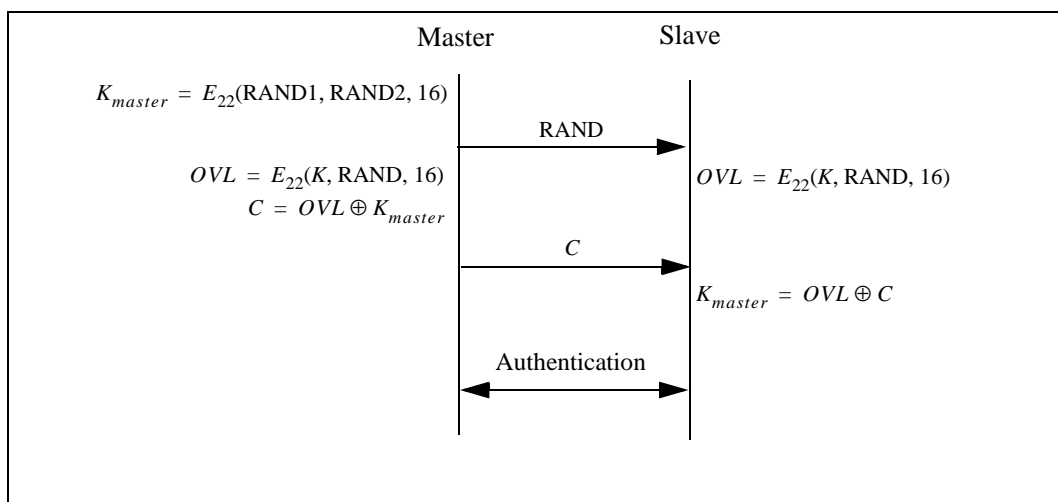 Master Slave
K_master = E_22(RAND1, RAND2, 16)
RAND
OVL = E_22(K, RAND, 16) OVL = E_22(K, RAND, 16)
C = OVL ⊕ K_master
C
K_master = OVL ⊕ C
Authentication